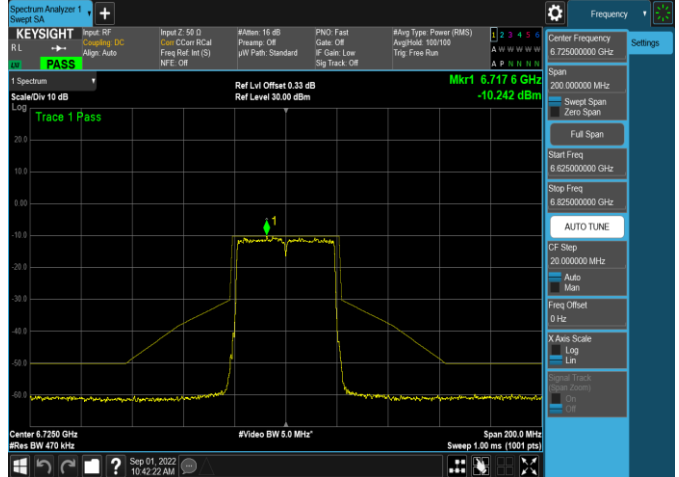 Spectrum Analyzer 1
Swept SA
Frequency
KEYSIGHT
RL
PASS
Input: RF
Coupling: DC
Align: Auto
Input Z: 50 Ω
Corr CCorr RCal
Freq Ref: Int (S)
NFE: Off
#Atten: 16 dB
Preamp: Off
µW Path: Standard
PNO: Fast
Gate: Off
IF Gain: Low
Sig Track: Off
#Avg Type: Power (RMS)
Avg|Hold: 100/100
Trig: Free Run
1 2 3 4 5 6
A W W W W W
A P N N N N
1 Spectrum
Scale/Div 10 dB
Ref Lvl Offset 0.33 dB
Ref Level 30.00 dBm
Mkr1 6.717 6 GHz
-10.242 dBm
Log
Trace 1 Pass
20.0
10.0
0.00
-10.0
-20.0
-30.0
-40.0
-50.0
-60.0
1
Center 6.7250 GHz
#Res BW 470 kHz
#Video BW 5.0 MHz*
Span 200.0 MHz
Sweep 1.00 ms (1001 pts)
Sep 01, 2022
10:42:22 AM
Settings
Center Frequency
6.725000000 GHz
Span
200.000000 MHz
Swept Span
Zero Span
Full Span
Start Freq
6.625000000 GHz
Stop Freq
6.825000000 GHz
AUTO TUNE
CF Step
20.000000 MHz
Auto
Man
Freq Offset
0 Hz
X Axis Scale
Log
Lin
Signal Track
(Span Zoom)
On
Off